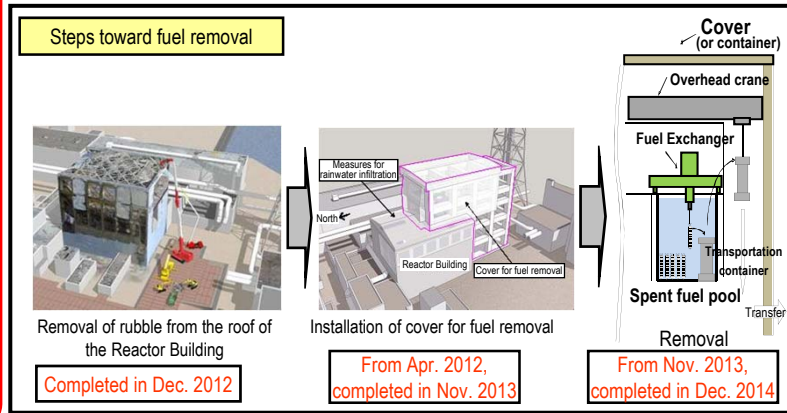 Steps toward fuel removal
Measures for
rainwater infiltration
North
Reactor Building
Cover for fuel removal
Cover
(or container)
Overhead crane
Fuel Exchanger
Transportation
container
Spent fuel pool
Transfer
Removal of rubble from the roof of
the Reactor Building
Completed in Dec. 2012
Installation of cover for fuel removal
From Apr. 2012,
completed in Nov. 2013
Removal
From Nov. 2013,
completed in Dec. 2014